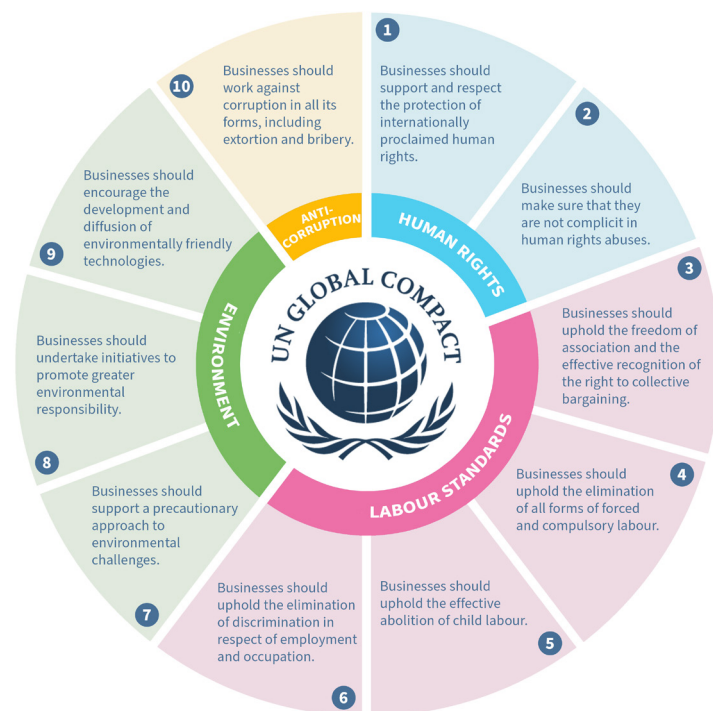 UN GLOBAL COMPACT
HUMAN RIGHTS
1
Businesses should
support and respect
the protection of
internationally
proclaimed human
rights.
2
Businesses should
make sure that they
are not complicit in
human rights abuses.
LABOUR STANDARDS
3
Businesses should
uphold the freedom of
association and the
effective recognition of
the right to collective
bargaining.
4
Businesses should
uphold the elimination
of all forms of forced
and compulsory labour.
5
Businesses should
uphold the effective
abolition of child labour.
6
Businesses should
uphold the elimination
of discrimination in
respect of employment
and occupation.
ENVIRONMENT
7
Businesses should
support a precautionary
approach to
environmental
challenges.
8
Businesses should
undertake initiatives to
promote greater
environmental
responsibility.
9
Businesses should
encourage the
development and
diffusion of
environmentally friendly
technologies.
ANTI-
CORRUPTION
10
Businesses should
work against
corruption in all its
forms, including
extortion and bribery.